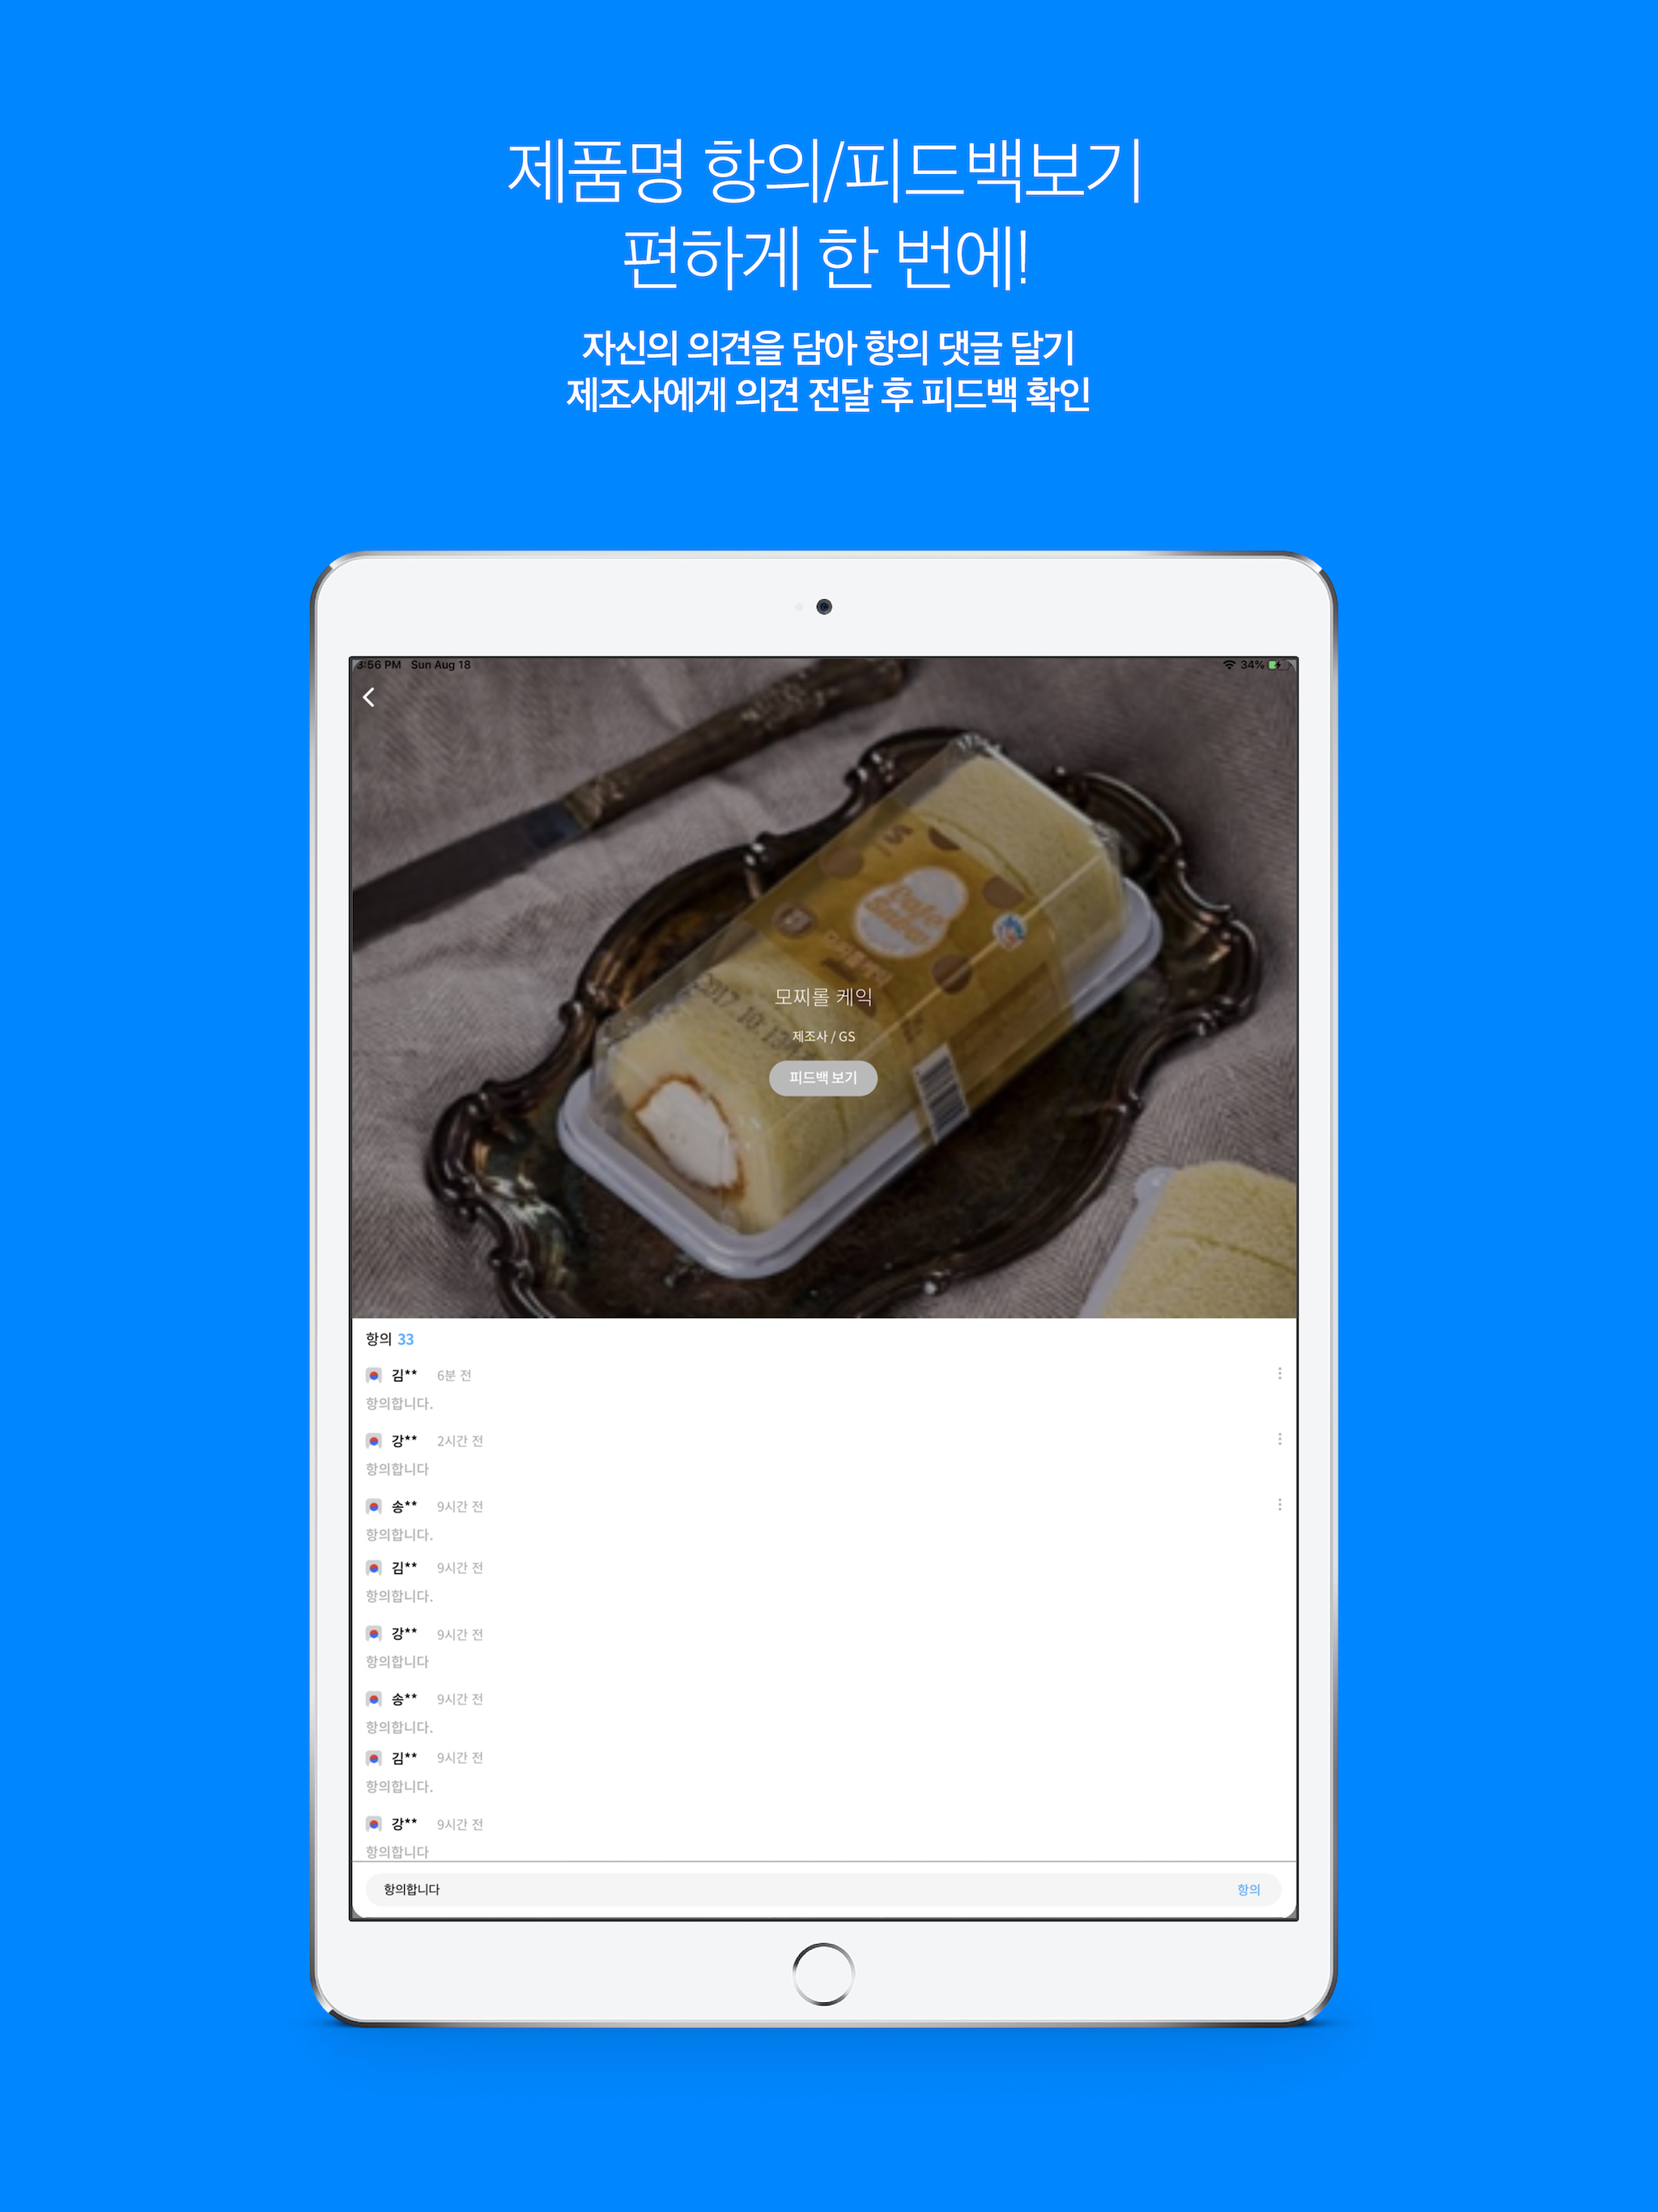 제품명 항의/피드백보기
편하게 한 번에!
자신의 의견을 담아 항의 댓글 달기
제조사에게 의견 전달 후 피드백 확인
3:56 PM Sun Aug 18
34%
모찌롤 케익
제조사 / GS
피드백 보기
항의 33
김** 6분 전
항의합니다.
강** 2시간 전
항의합니다
송** 9시간 전
항의합니다.
김** 9시간 전
항의합니다.
강** 9시간 전
항의합니다
송** 9시간 전
항의합니다.
김** 9시간 전
항의합니다.
강** 9시간 전
항의합니다
항의합니다 항의